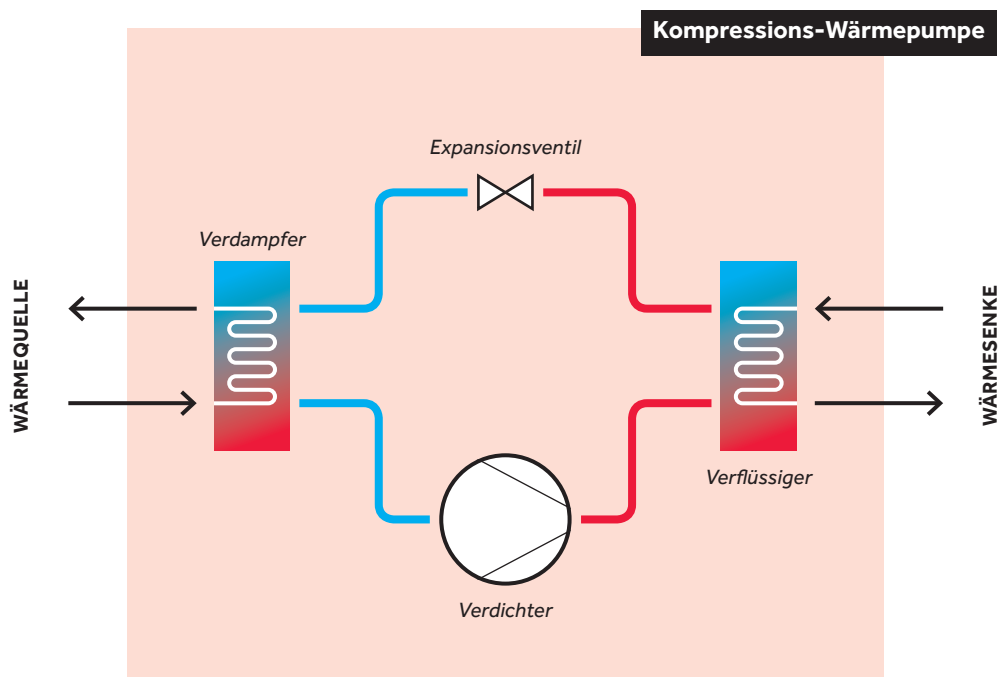 Kompressions-Wärmepumpe
Expansionsventil
Verdampfer
WÄRMEQUELLE
WÄRMESENKE
Verflüssiger
Verdichter